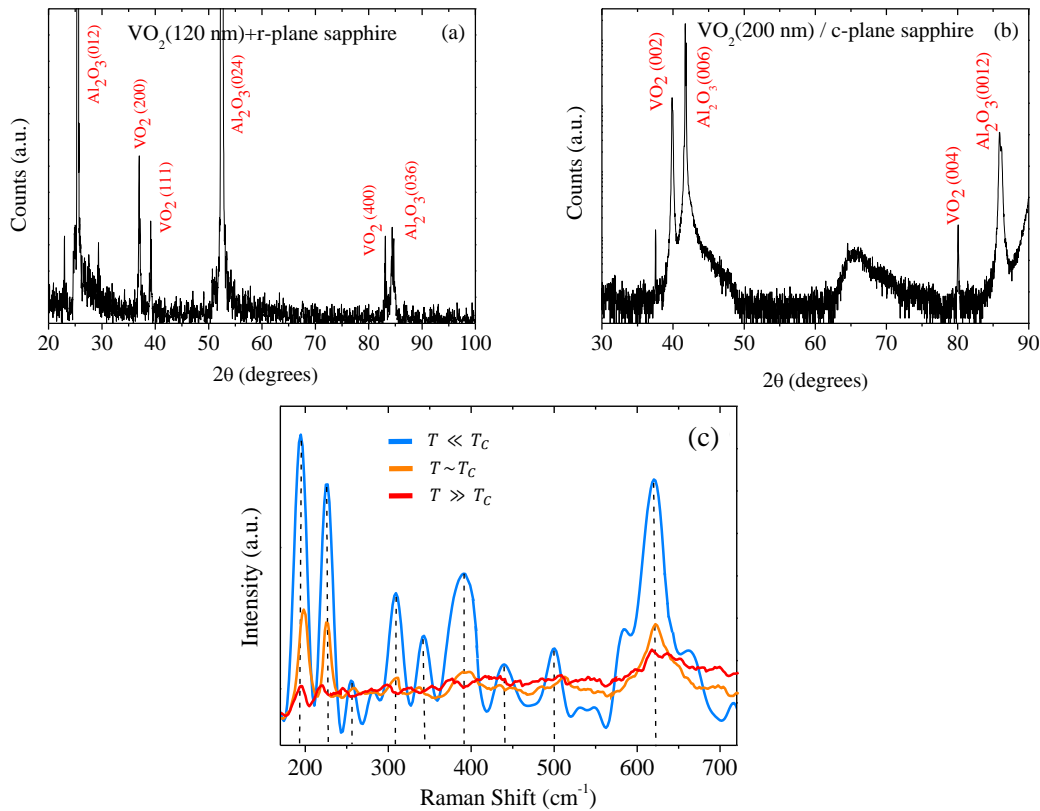 VO₂(120 nm)+r-plane sapphire
(a)
Al₂O₃(012)
VO₂ (200)
VO₂ (111)
Al₂O₃(024)
VO₂ (400)
Al₂O₃(036)
Counts (a.u.)
20 30 40 50 60 70 80 90 100
2θ (degrees)
VO₂(200 nm) / c-plane sapphire
(b)
VO₂ (002)
Al₂O₃(006)
VO₂ (004)
Al₂O₃(0012)
Counts (a.u.)
30 40 50 60 70 80 90
2θ (degrees)
(c)
T ≪ T_C
T~T_C
T ≫ T_C
Intensity (a.u.)
200 300 400 500 600 700
Raman Shift (cm⁻¹)